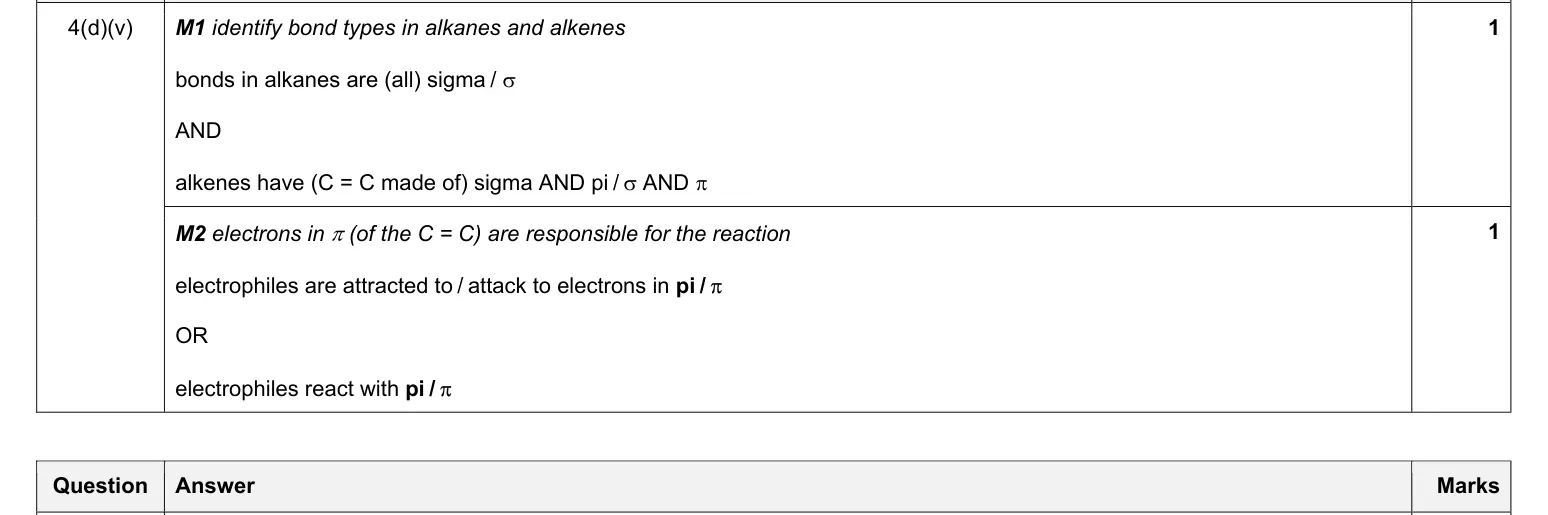 4(d)(v) M1 identify bond types in alkanes and alkenes 1
bonds in alkanes are (all) sigma / σ
AND
alkenes have (C = C made of) sigma AND pi / σ AND π
M2 electrons in π (of the C = C) are responsible for the reaction 1
electrophiles are attracted to / attack to electrons in pi / π
OR
electrophiles react with pi / π
Question Answer Marks